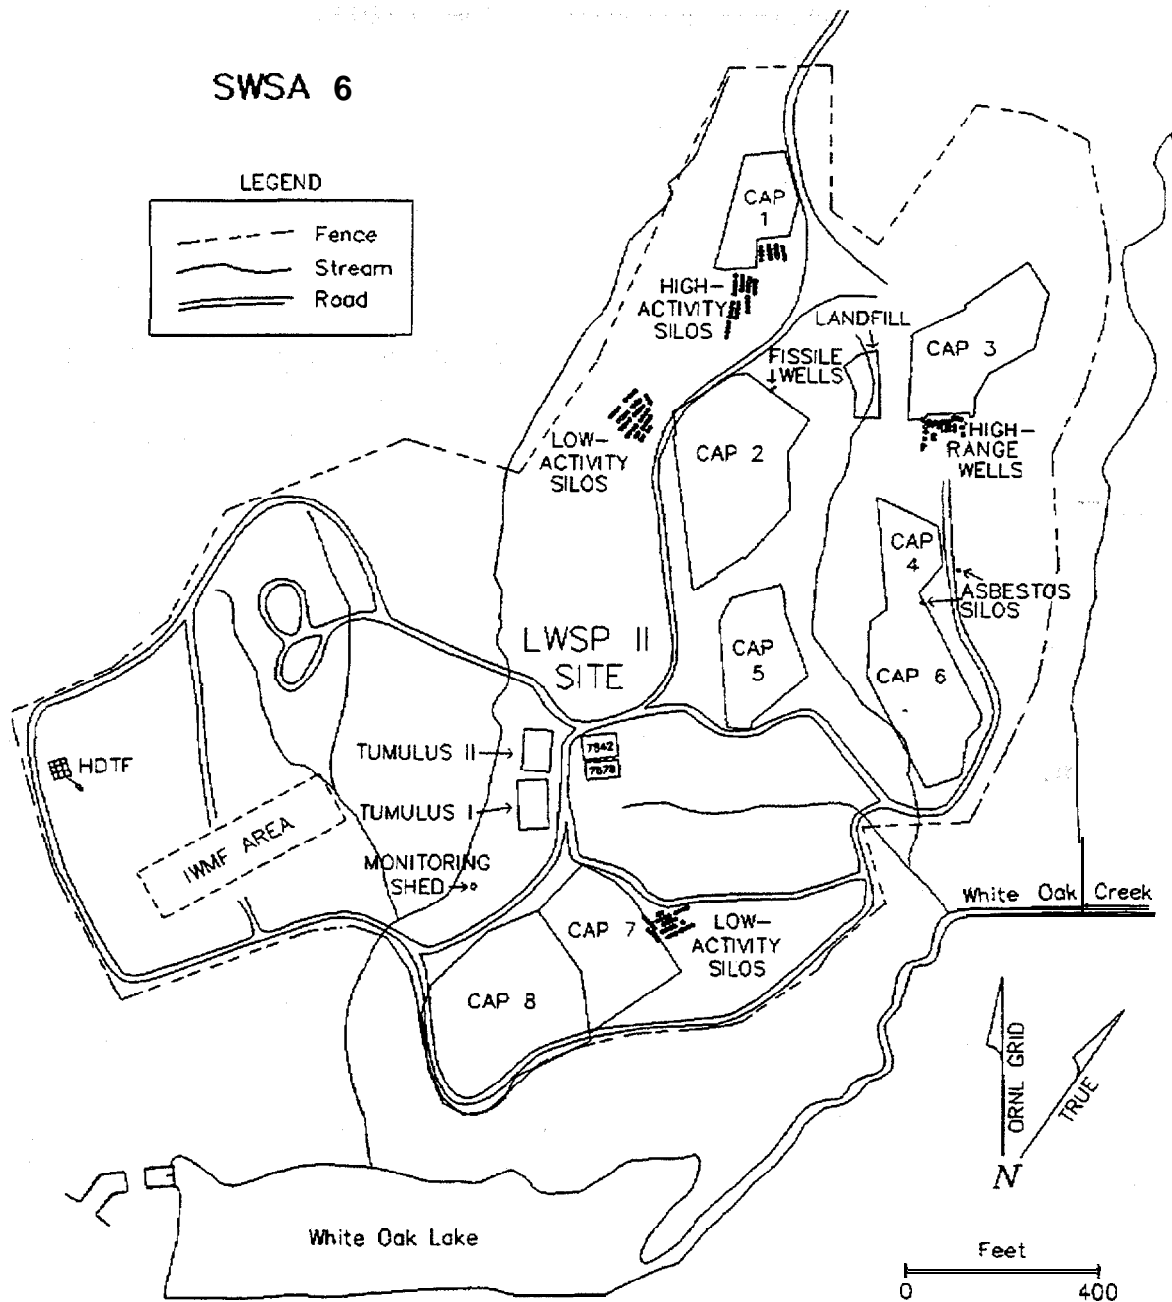 SWSA 6
LEGEND
Fence
Stream
Road
CAP
1
HIGH-
ACTIVITY
SILOS
LANDFILL
FISSILE
WELLS
CAP 3
LOW-
ACTIVITY
SILOS
CAP 2
HIGH-
RANGE
WELLS
CAP
4
ASBESTOS
SILOS
LWSP II
SITE
CAP
5
CAP 6
TUMULUS II
7842
7878
HDTF
TUMULUS I
IWMF AREA
MONITORING
SHED
White Oak Creek
CAP 7
LOW-
ACTIVITY
SILOS
CAP 8
ORNL GRID
TRUE
N
White Oak Lake
Feet
0 400